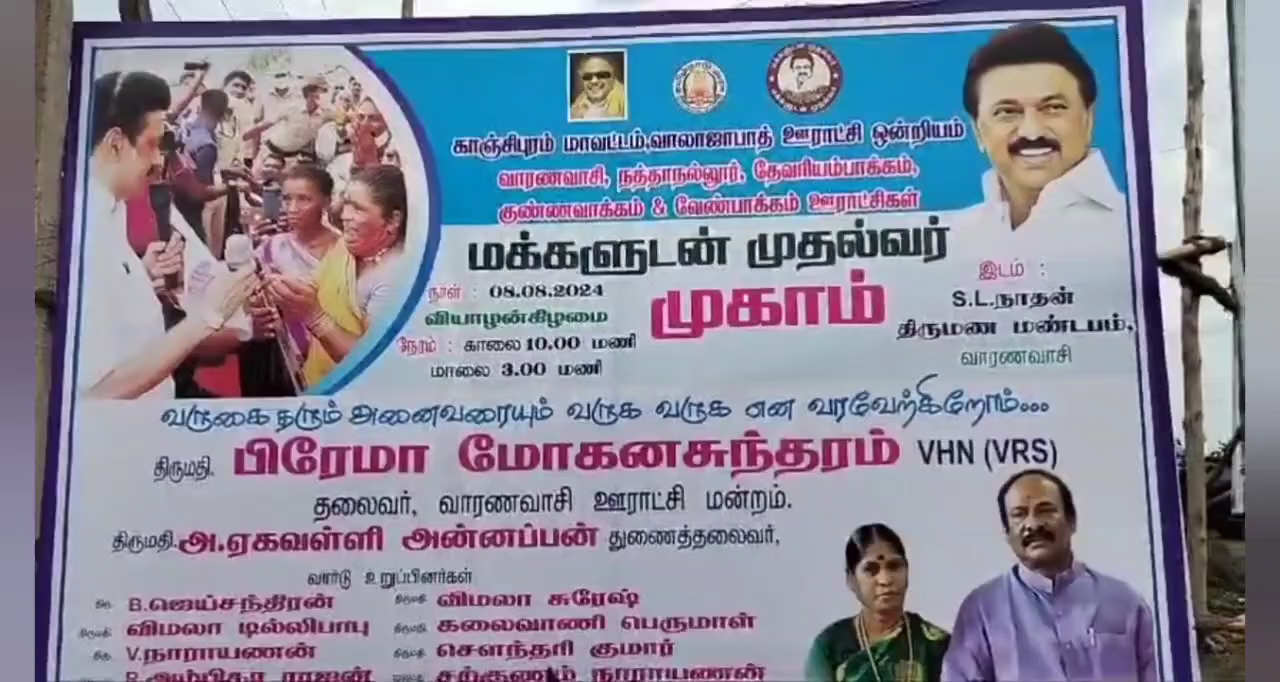 காஞ்சிபுரம் மாவட்டம்,வாலாஜாபாத் ஊராட்சி ஒன்றியம்
வாரணவாசி, நத்தாநல்லூர், தேவரியம்பாக்கம்,
குண்ணவாக்கம் & வேண்பாக்கம் ஊராட்சிகள்
மக்களுடன் முதல்வர்
முகாம்
நாள் : 08.08.2024
வியாழன்கிழமை
நேரம் : காலை 10.00 மணி
மாலை 3.00 மணி
இடம் :
S.L.நாதன்
திருமண மண்டபம்,
வாரணவாசி
வருகை தரும் அனைவரையும் வருக வருக என வரவேற்கிறோம்...
திருமதி. பிரேமா மோகனசுந்தரம் VHN (VRS)
தலைவர், வாரணவாசி ஊராட்சி மன்றம்.
திருமதி.அ.ஏகவள்ளி அன்னப்பன் துணைத்தலைவர்,
வார்டு உறுப்பினர்கள்
திரு. B.ஜெய்சந்திரன் திருமதி. விமலா சுரேஷ்
திருமதி. விமலா டில்லிபாபு திருமதி. கலைவாணி பெருமாள்
திரு. V.நாராயணன் திருமதி. சௌந்தரி குமார்
நாராயணன்